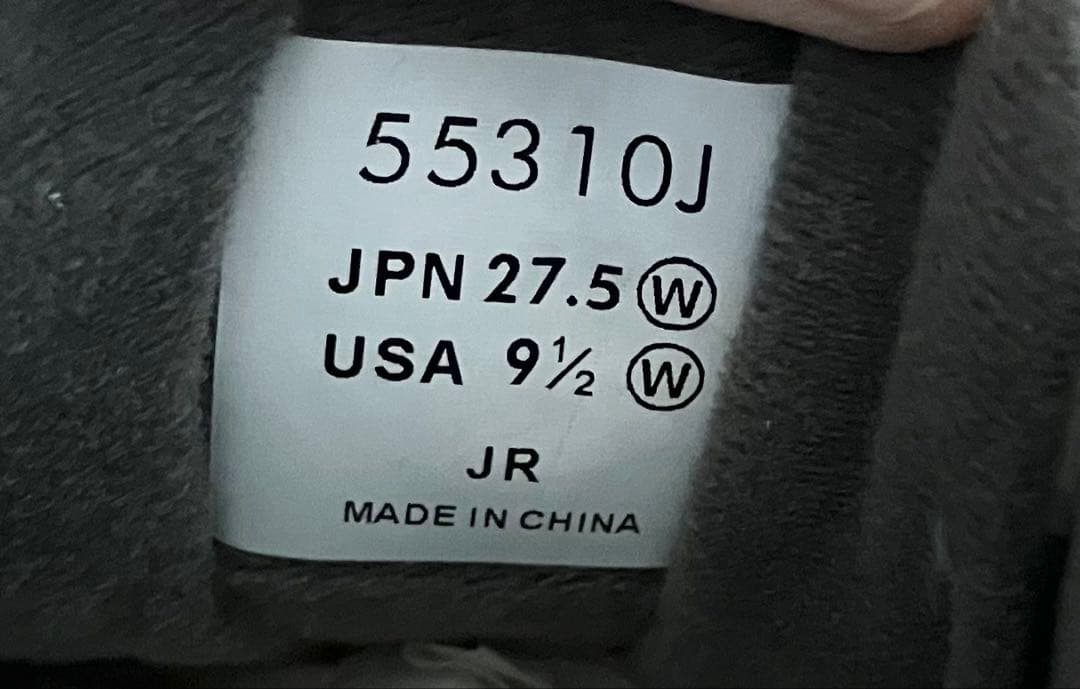 55310J
JPN 27.5 Ⓦ
USA 9½ Ⓦ
JR
MADE IN CHINA